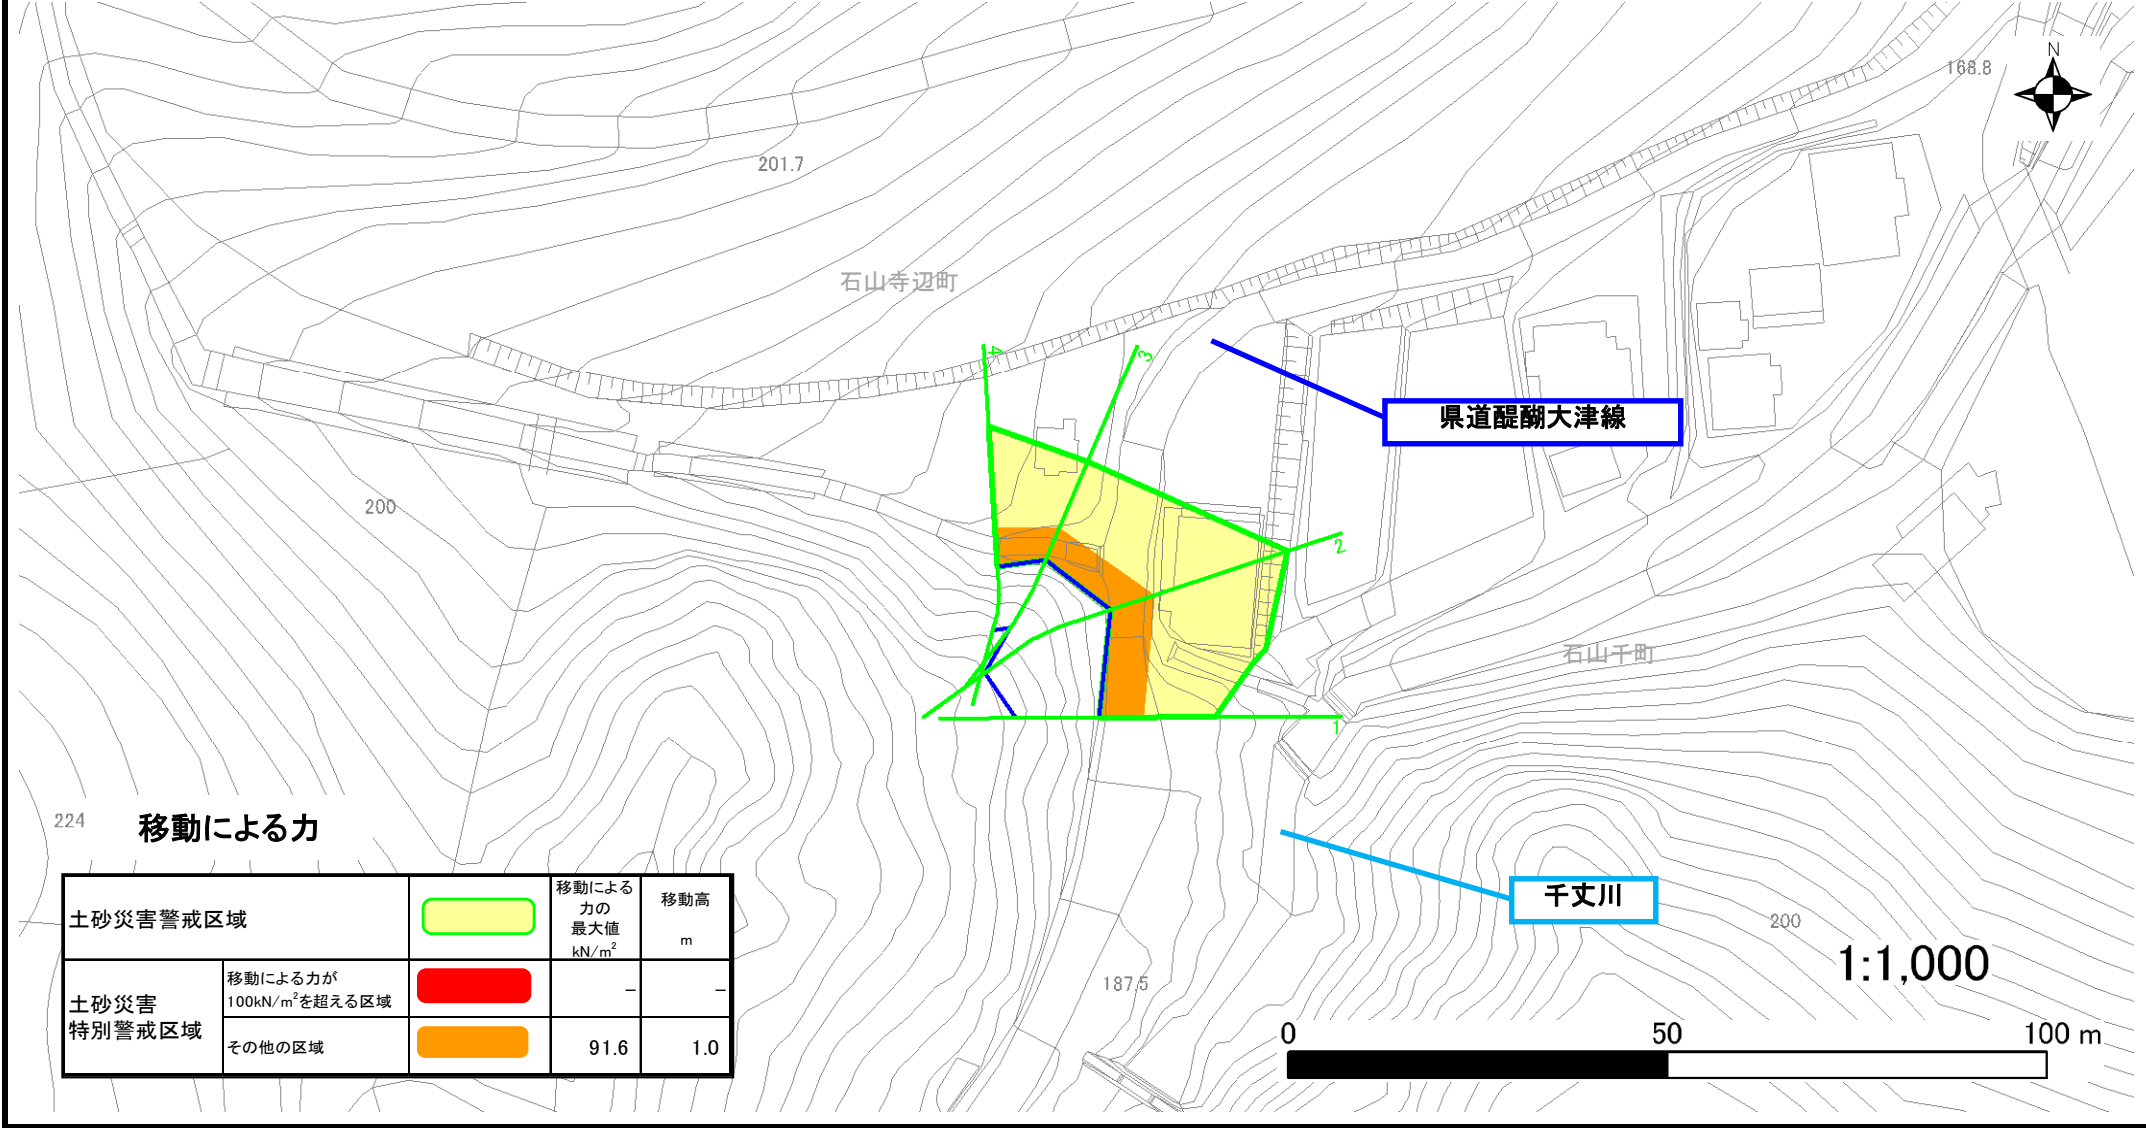 N
168.8
201.7
石山寺辺町
4
3
県道醍醐大津線
200
2
石山千町
1
224
移動による力
千丈川
200
187.5
1:1,000
0 50 100 m
土砂災害警戒区域
移動による
力の
最大値
kN/m²
移動高
m
土砂災害
特別警戒区域
移動による力が
100kN/m²を超える区域
− −
その他の区域
91.6 1.0